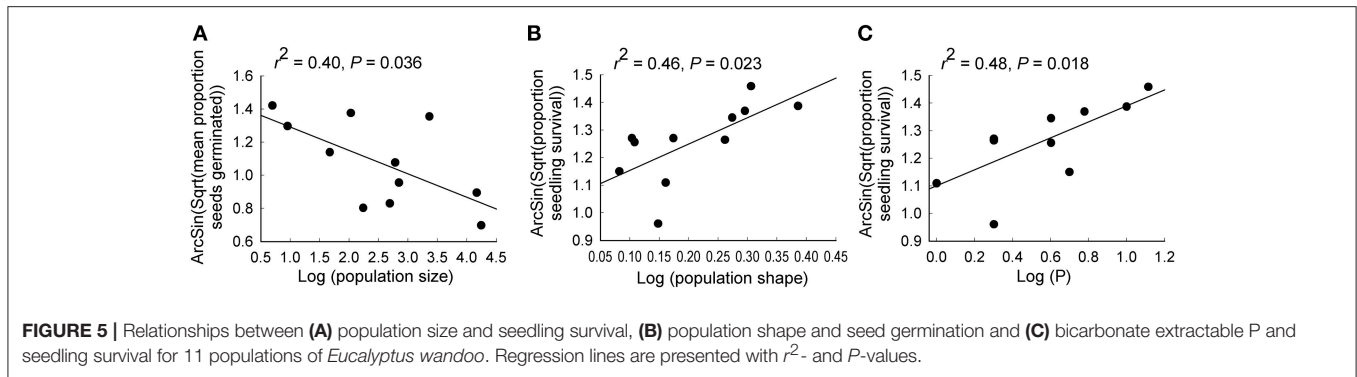 A
r² = 0.40, P = 0.036
ArcSin(Sqrt(mean proportion
seeds germinated))
1.6
1.4
1.2
1.0
0.8
0.6
0.5 1.0 1.5 2.0 2.5 3.0 3.5 4.0 4.5
Log (population size)
B
r² = 0.46, P = 0.023
ArcSin(Sqrt(proportion
seedling survival))
1.5
1.4
1.3
1.2
1.1
1.0
0.9
0.05 0.10 0.15 0.20 0.25 0.30 0.35 0.40 0.45
Log (population shape)
C
r² = 0.48, P = 0.018
ArcSin(Sqrt(proportion
seedling survival))
1.5
1.4
1.3
1.2
1.1
1.0
0.9
0.0 0.2 0.4 0.6 0.8 1.0 1.2
Log (P)
FIGURE 5 | Relationships between (A) population size and seedling survival, (B) population shape and seed germination and (C) bicarbonate extractable P and
seedling survival for 11 populations of Eucalyptus wandoo. Regression lines are presented with r²- and P-values.